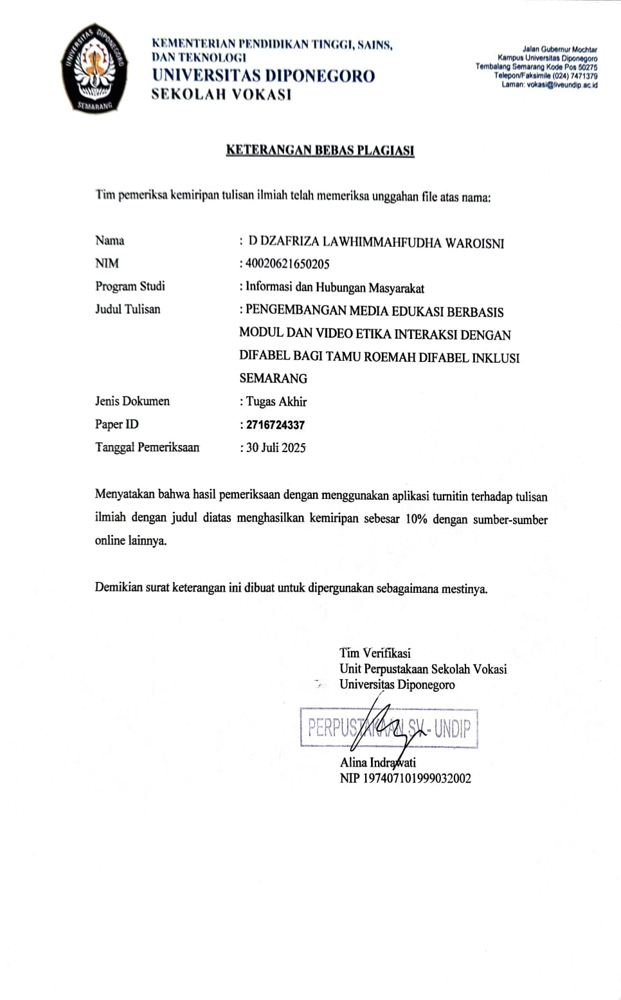 UNIVERSITAS DIPONEGORO
SEMARANG
KEMENTERIAN PENDIDIKAN TINGGI, SAINS,
DAN TEKNOLOGI
UNIVERSITAS DIPONEGORO
SEKOLAH VOKASI
Jalan Gubernur Mochtar
Kampus Universitas Diponegoro
Tembalang Semarang Kode Pos 50275
Telepon/Faksimile (024) 7471379
Laman: vokasi@liveundip.ac.id
KETERANGAN BEBAS PLAGIASI
Tim pemeriksa kemiripan tulisan ilmiah telah memeriksa unggahan file atas nama:
Nama : D DZAFRIZA LAWHIMMAHFUDHA WAROISNI
NIM : 40020621650205
Program Studi : Informasi dan Hubungan Masyarakat
Judul Tulisan : PENGEMBANGAN MEDIA EDUKASI BERBASIS
MODUL DAN VIDEO ETIKA INTERAKSI DENGAN
DIFABEL BAGI TAMU ROEMAH DIFABEL INKLUSI
SEMARANG
Jenis Dokumen : Tugas Akhir
Paper ID : 2716724337
Tanggal Pemeriksaan : 30 Juli 2025
Menyatakan bahwa hasil pemeriksaan dengan menggunakan aplikasi turnitin terhadap tulisan
ilmiah dengan judul diatas menghasilkan kemiripan sebesar 10% dengan sumber-sumber
online lainnya.
Demikian surat keterangan ini dibuat untuk dipergunakan sebagaimana mestinya.
Tim Verifikasi
Unit Perpustakaan Sekolah Vokasi
Universitas Diponegoro
PERPUSTAKAAN SV - UNDIP
Alina Indrawati
NIP 197407101999032002